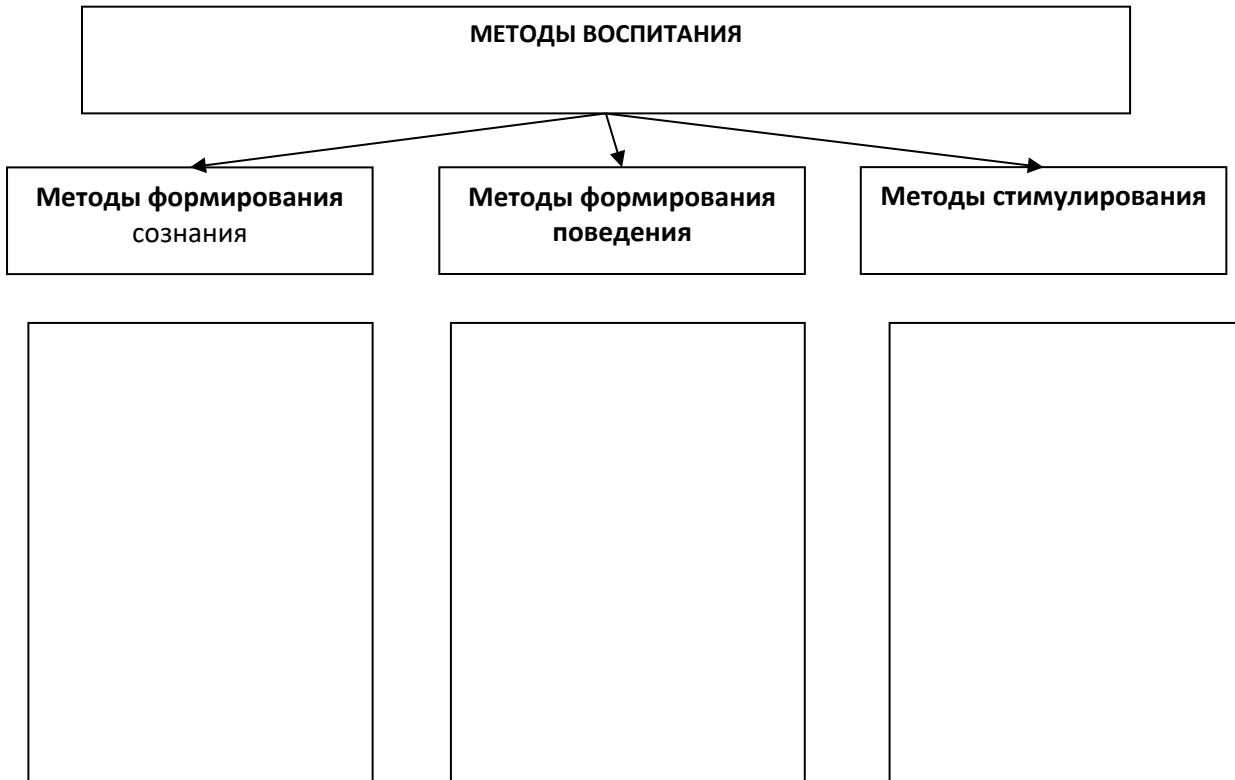 МЕТОДЫ ВОСПИТАНИЯ
Методы формирования
сознания
Методы формирования
поведения
Методы стимулирования